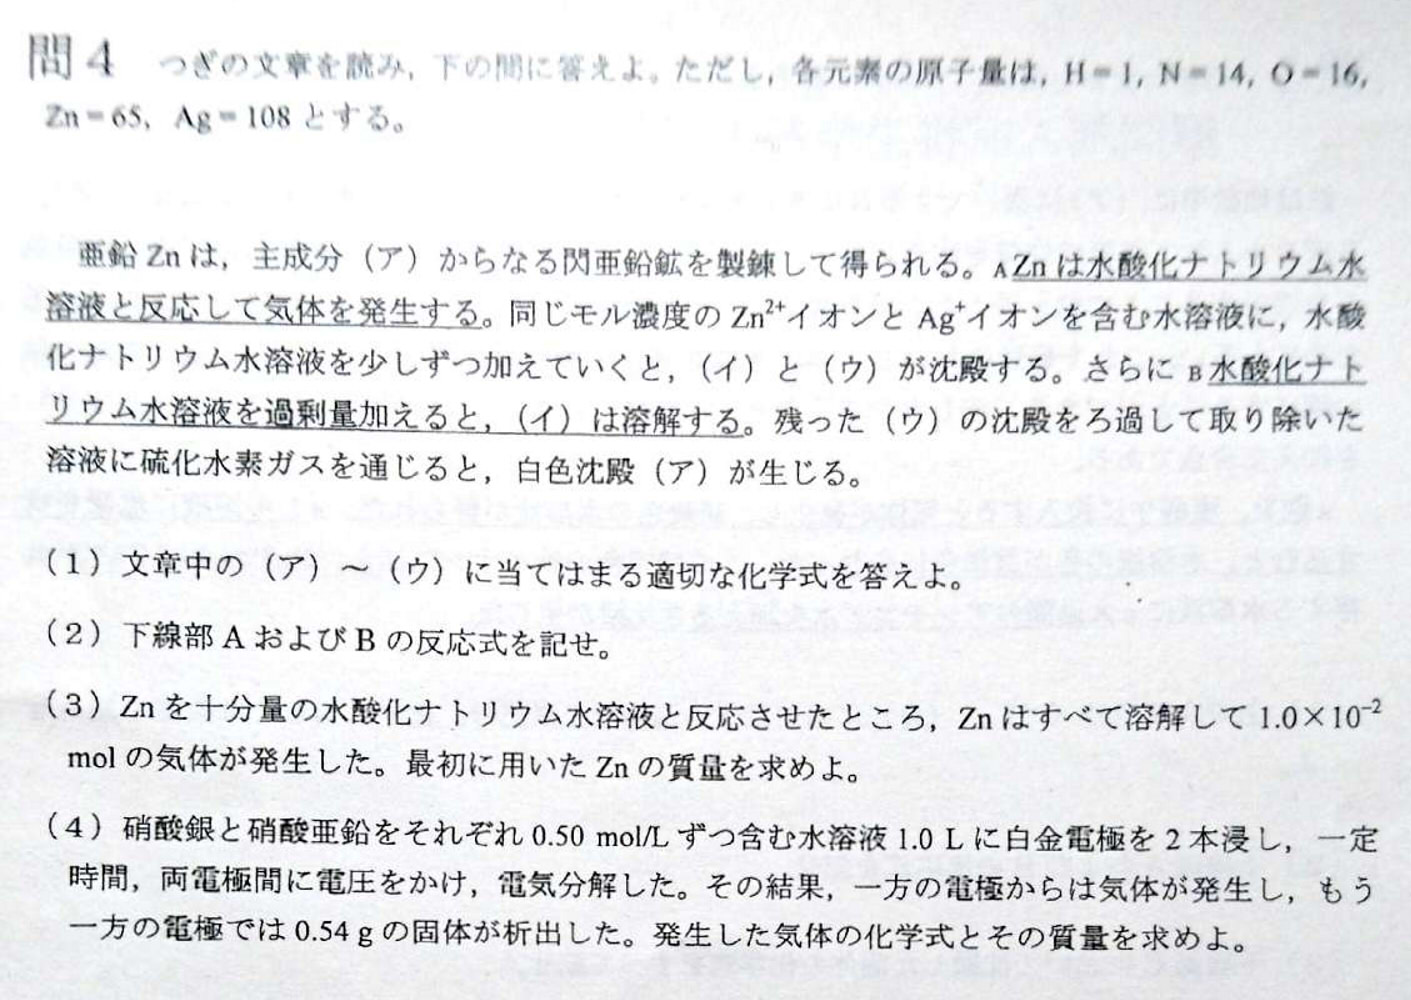 問4 つぎの文章を読み,下の問に答えよ。ただし,各元素の原子量は,H=1, N=14, O=16,
Zn=65, Ag=108とする。
亜鉛 Zn は,主成分(ア)からなる閃亜鉛鉱を製錬して得られる。A Zn は水酸化ナトリウム水
溶液と反応して気体を発生する。同じモル濃度の Zn²⁺イオンと Ag⁺イオンを含む水溶液に,水酸
化ナトリウム水溶液を少しずつ加えていくと,(イ)と(ウ)が沈殿する。さらに B 水酸化ナト
リウム水溶液を過剰量加えると,(イ)は溶解する。残った(ウ)の沈殿をろ過して取り除いた
溶液に硫化水素ガスを通じると,白色沈殿(ア)が生じる。
(1)文章中の(ア)〜(ウ)に当てはまる適切な化学式を答えよ。
(2)下線部 A および B の反応式を記せ。
(3)Zn を十分量の水酸化ナトリウム水溶液と反応させたところ,Zn はすべて溶解して 1.0×10⁻²
mol の気体が発生した。最初に用いた Zn の質量を求めよ。
(4)硝酸銀と硝酸亜鉛をそれぞれ 0.50 mol/L ずつ含む水溶液 1.0 L に白金電極を 2 本浸し,一定
時間,両電極間に電圧をかけ,電気分解した。その結果,一方の電極からは気体が発生し,もう
一方の電極では 0.54 g の固体が析出した。発生した気体の化学式とその質量を求めよ。